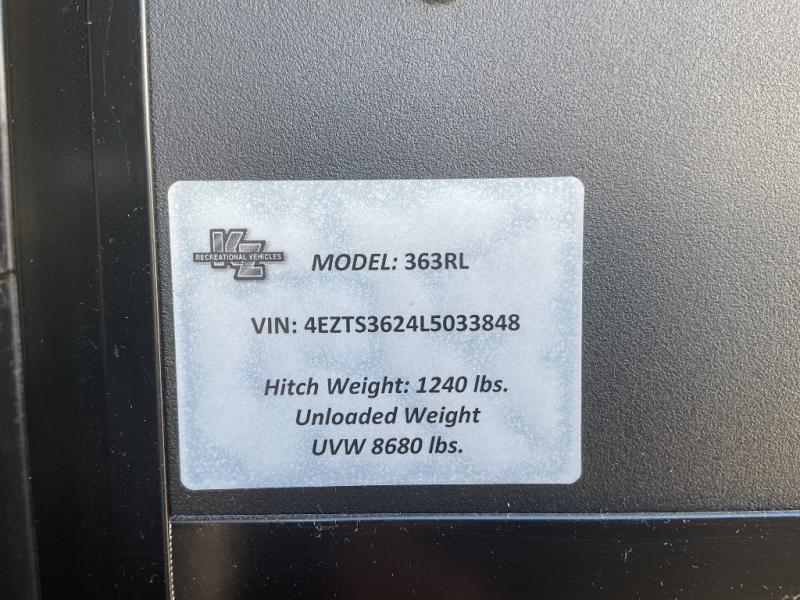 KZ
RECREATIONAL VEHICLES
MODEL: 363RL
VIN: 4EZTS3624L5033848
Hitch Weight: 1240 lbs.
Unloaded Weight
UVW 8680 lbs.